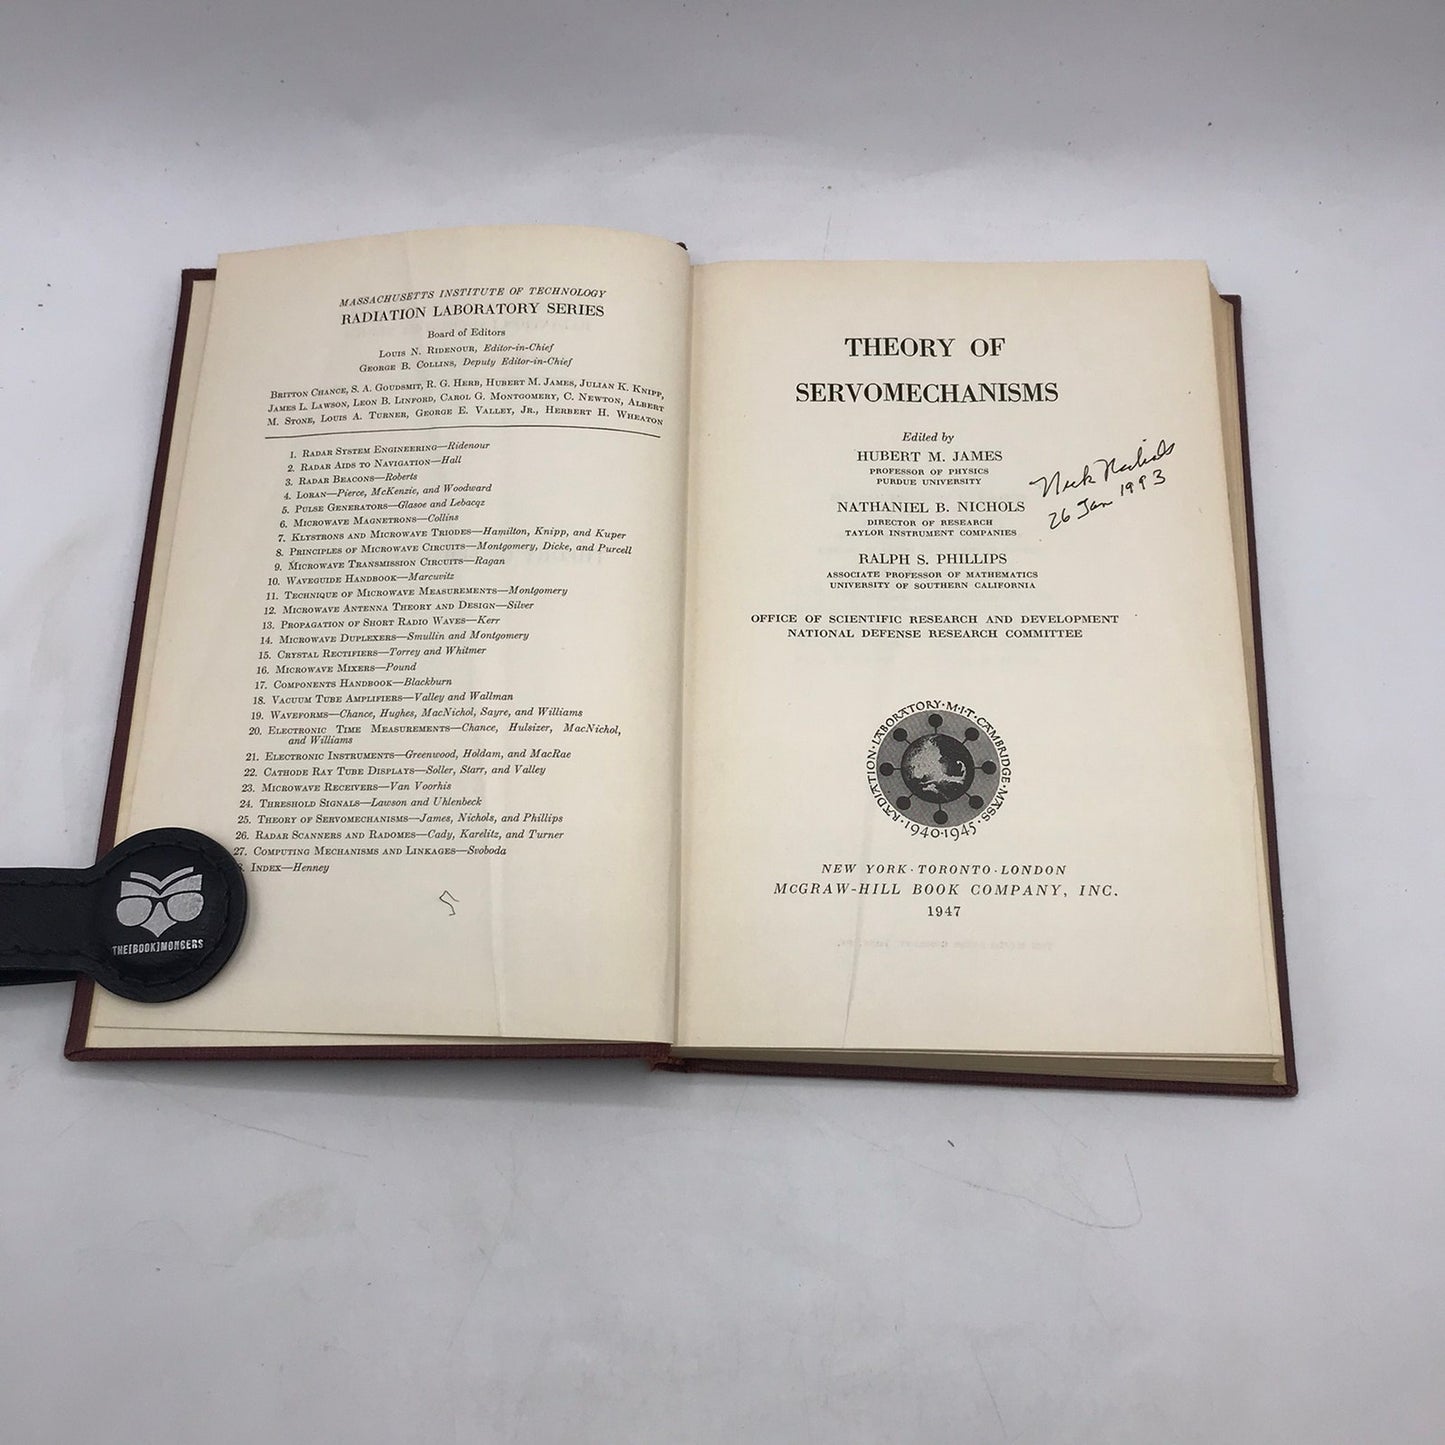 MASSACHUSETTS INSTITUTE OF TECHNOLOGY
RADIATION LABORATORY SERIES
Board of Editors
LOUIS N. RIDENOUR, Editor-in-Chief
GEORGE B. COLLINS, Deputy Editor-in-Chief
BRITTON CHANCE, S. A. GOUDSMIT, R. G. HERB, HUBERT M. JAMES, JULIAN K. KNIPP,
JAMES L. LAWSON, LEON B. LINFORD, CAROL G. MONTGOMERY, C. NEWTON, ALBERT
M. STONE, LOUIS A. TURNER, GEORGE E. VALLEY, JR., HERBERT H. WHEATON
1. RADAR SYSTEM ENGINEERING—Ridenour
2. RADAR AIDS TO NAVIGATION—Hall
3. RADAR BEACONS—Roberts
4. LORAN—Pierce, McKenzie, and Woodward
5. PULSE GENERATORS—Glasoe and Lebacqz
6. MICROWAVE MAGNETRONS—Collins
7. KLYSTRONS AND MICROWAVE TRIODES—Hamilton, Knipp, and Kuper
8. PRINCIPLES OF MICROWAVE CIRCUITS—Montgomery, Dicke, and Purcell
9. MICROWAVE TRANSMISSION CIRCUITS—Ragan
10. WAVEGUIDE HANDBOOK—Marcuvitz
11. TECHNIQUE OF MICROWAVE MEASUREMENTS—Montgomery
12. MICROWAVE ANTENNA THEORY AND DESIGN—Silver
13. PROPAGATION OF SHORT RADIO WAVES—Kerr
14. MICROWAVE DUPLEXERS—Smullin and Montgomery
15. CRYSTAL RECTIFIERS—Torrey and Whitmer
16. MICROWAVE MIXERS—Pound
17. COMPONENTS HANDBOOK—Blackburn
18. VACUUM TUBE AMPLIFIERS—Valley and Wallman
19. WAVEFORMS—Chance, Hughes, MacNichol, Sayre, and Williams
20. ELECTRONIC TIME MEASUREMENTS—Chance, Hulsizer, MacNichol,
and Williams
21. ELECTRONIC INSTRUMENTS—Greenwood, Holdam, and MacRae
22. CATHODE RAY TUBE DISPLAYS—Soller, Starr, and Valley
23. MICROWAVE RECEIVERS—Van Voorhis
24. THRESHOLD SIGNALS—Lawson and Uhlenbeck
25. THEORY OF SERVOMECHANISMS—James, Nichols, and Phillips
26. RADAR SCANNERS AND RADOMES—Cady, Karelitz, and Turner
27. COMPUTING MECHANISMS AND LINKAGES—Svoboda
8. INDEX—Henney
THE[BOOK]MONGERS
THEORY OF
SERVOMECHANISMS
Edited by
HUBERT M. JAMES
PROFESSOR OF PHYSICS
PURDUE UNIVERSITY
NATHANIEL B. NICHOLS
DIRECTOR OF RESEARCH
TAYLOR INSTRUMENT COMPANIES
RALPH S. PHILLIPS
ASSOCIATE PROFESSOR OF MATHEMATICS
UNIVERSITY OF SOUTHERN CALIFORNIA
Nick Nichols
26 Jan 1993
OFFICE OF SCIENTIFIC RESEARCH AND DEVELOPMENT
NATIONAL DEFENSE RESEARCH COMMITTEE
RADIATION·LABORATORY·M·I·T·CAMBRIDGE·MASS
·1940·1945·
NEW YORK·TORONTO·LONDON
MCGRAW-HILL BOOK COMPANY, INC.
1947